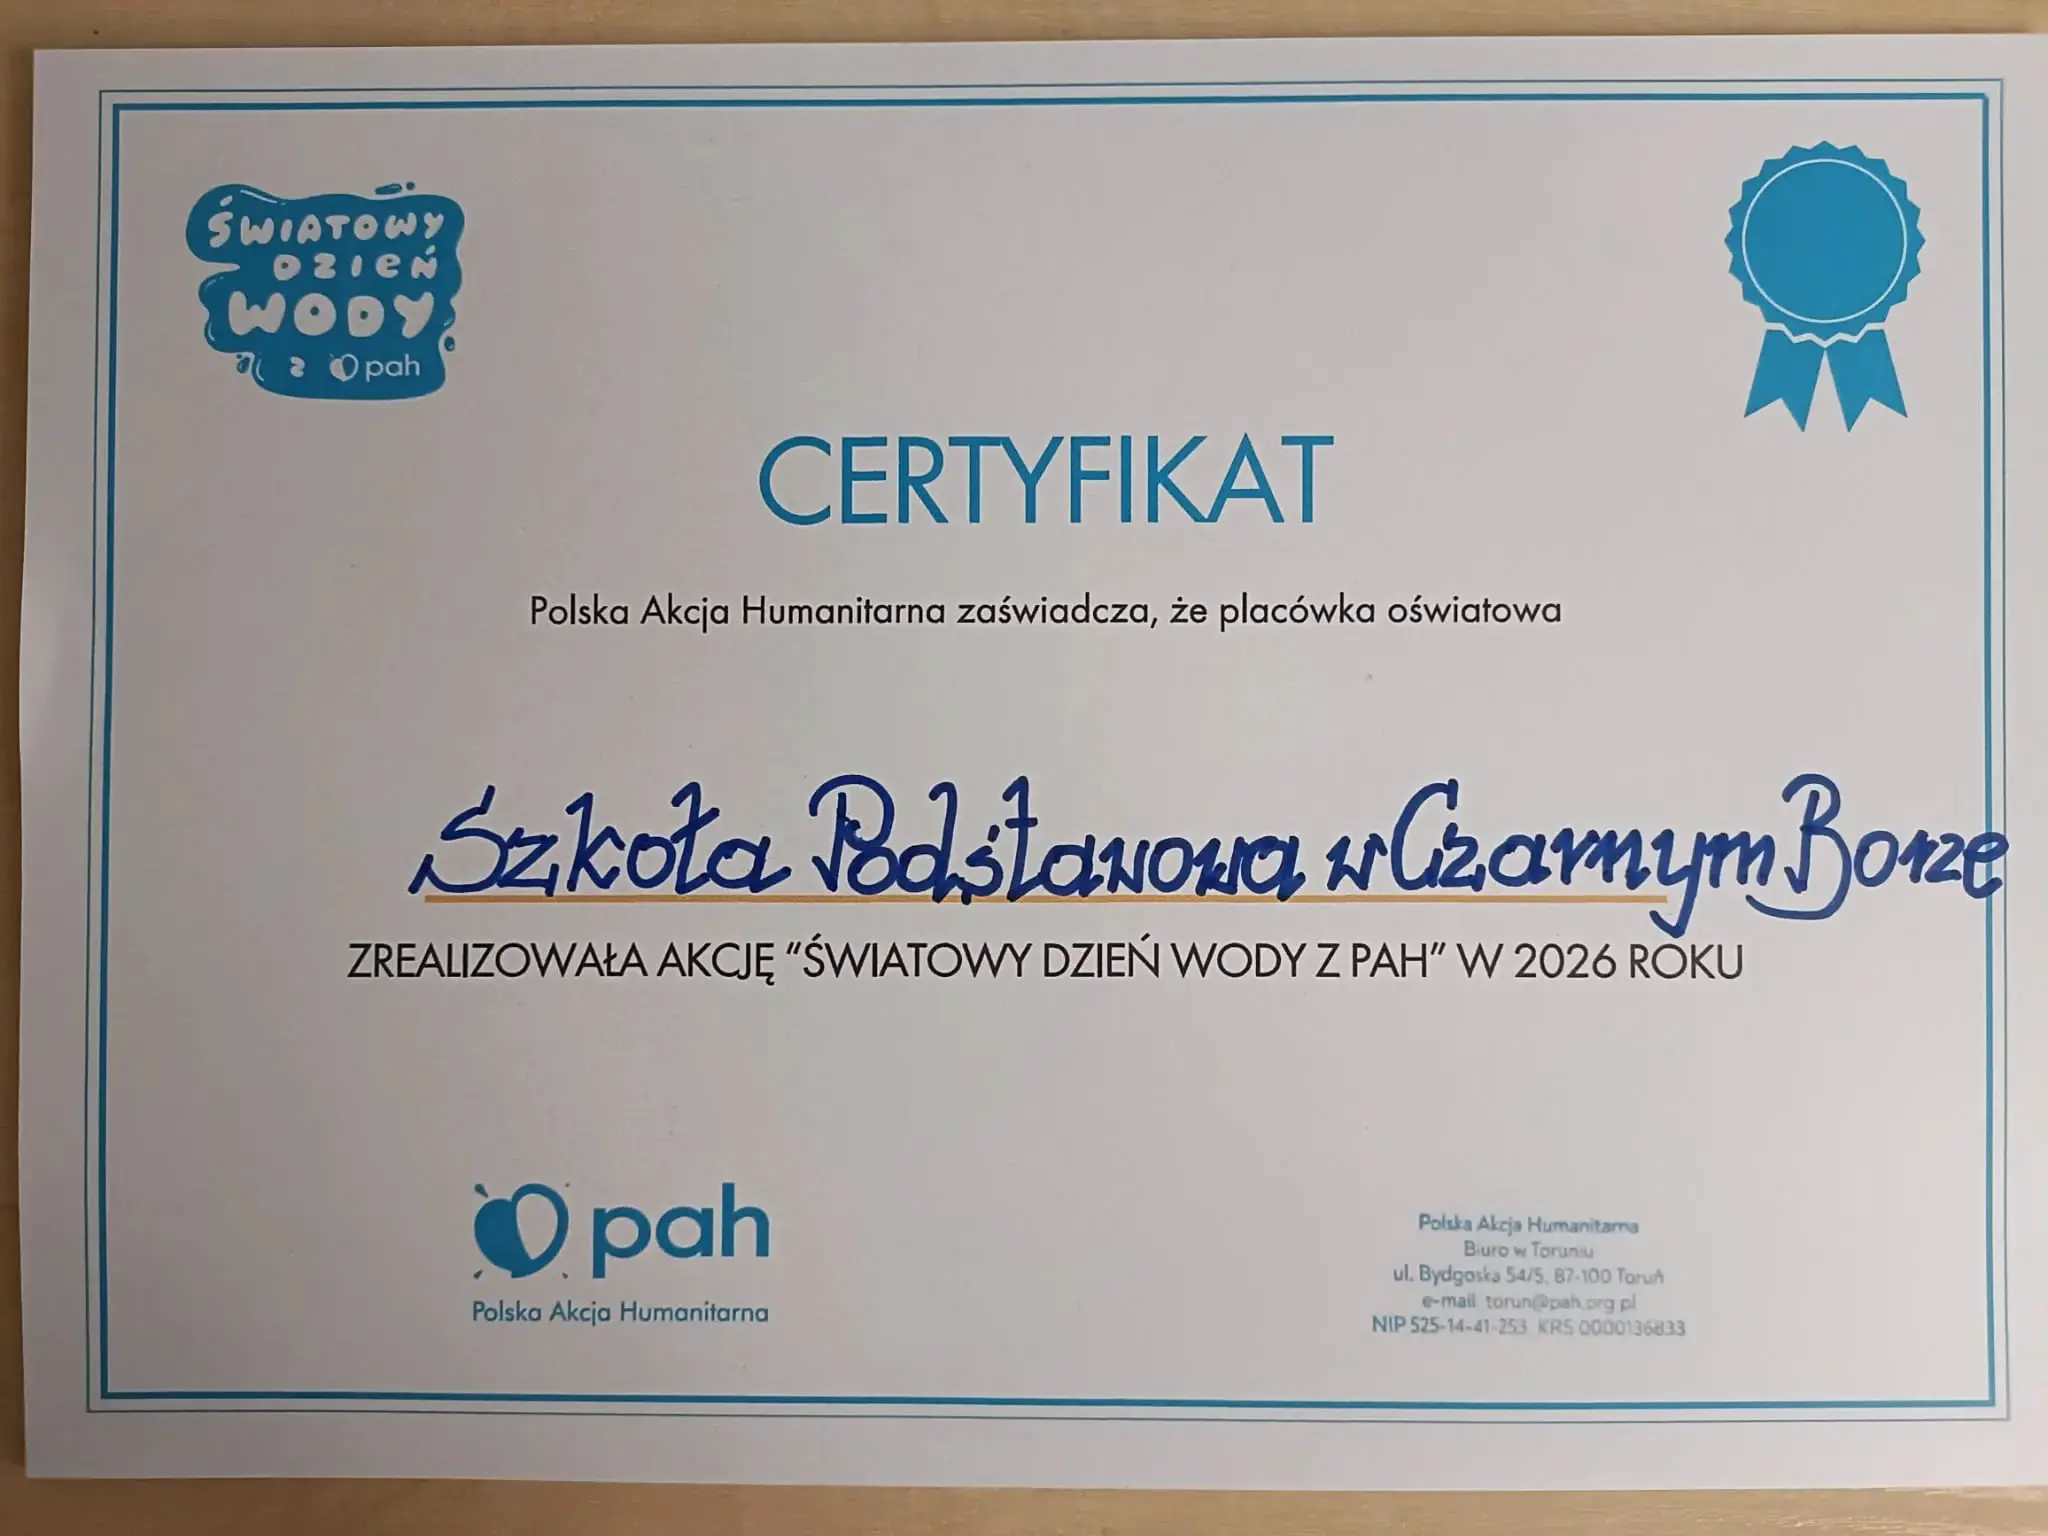 ŚWIATOWY
DZIEŃ
WODY
z pah
CERTYFIKAT
Polska Akcja Humanitarna zaświadcza, że placówka oświatowa
Szkoła Podstawowa w Czarnym Borze
ZREALIZOWAŁA AKCJĘ "ŚWIATOWY DZIEŃ WODY Z PAH" W 2026 ROKU
pah
Polska Akcja Humanitarna
Polska Akcja Humanitarna
Biuro w Toruniu
ul. Bydgoska 54/5, 87-100 Toruń
e-mail torun@pah.org.pl
NIP 525-14-41-253 KRS 0000136833